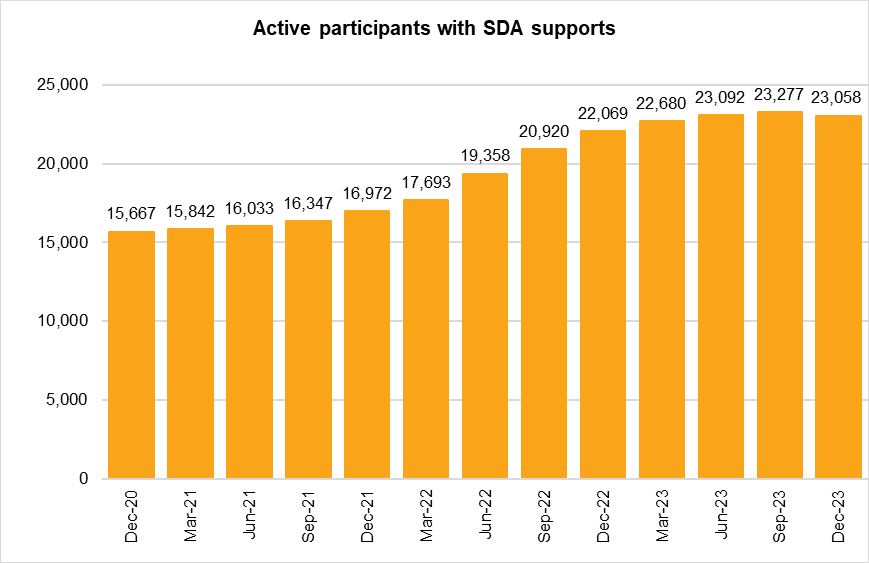 Active participants with SDA supports
25,000
20,000
15,000
10,000
5,000
0
15,667
15,842
16,033
16,347
16,972
17,693
19,358
20,920
22,069
22,680
23,092
23,277
23,058
Dec-20
Mar-21
Jun-21
Sep-21
Dec-21
Mar-22
Jun-22
Sep-22
Dec-22
Mar-23
Jun-23
Sep-23
Dec-23